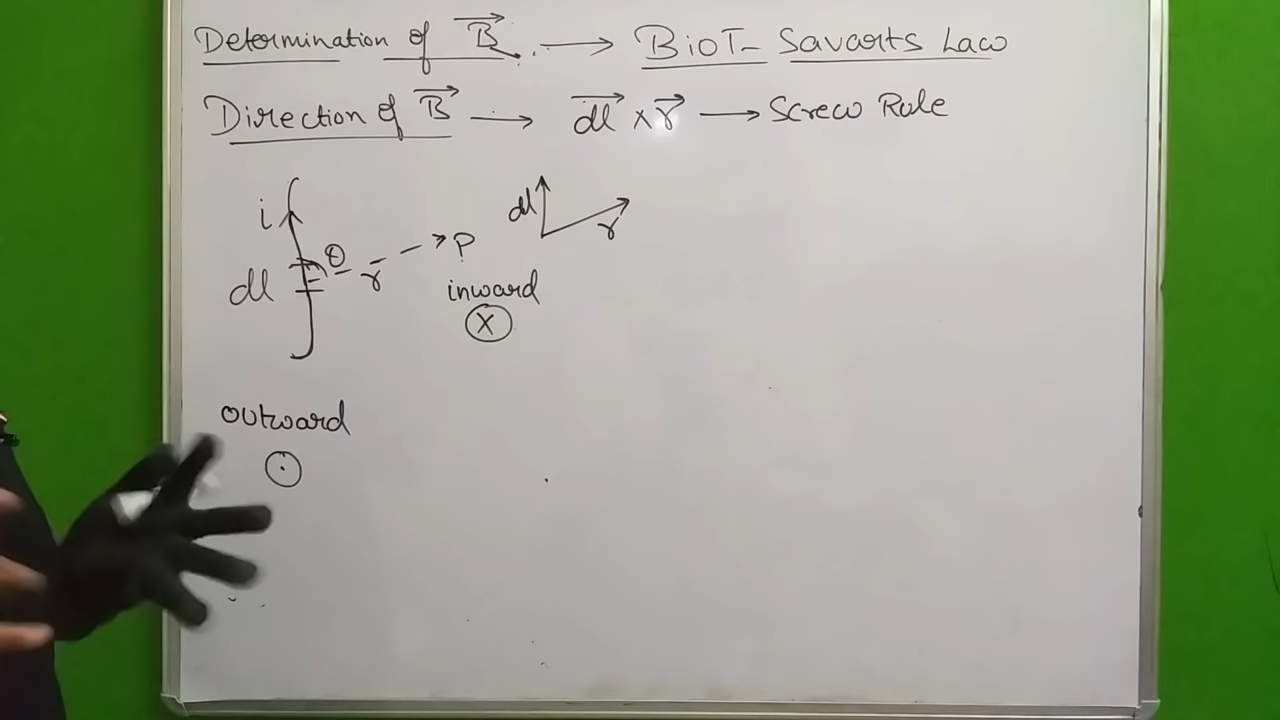 Determination of B → BioT- Savarts Law
Direction of B → dl × r → Screw Rule
i
dl
θ
r
P
dl
r
inward
X
outward